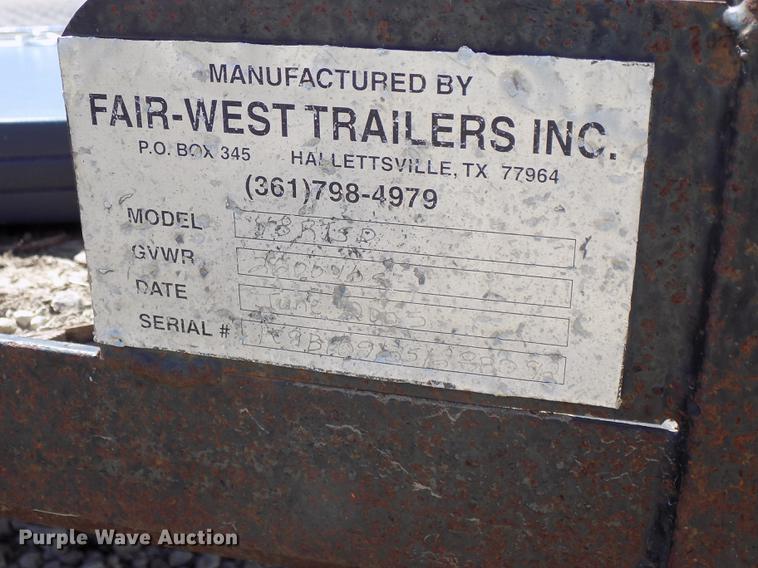 MANUFACTURED BY
FAIR-WEST TRAILERS INC.
P.O. BOX 345 HALLETTSVILLE, TX 77964
(361)798-4979
MODEL
GVWR
DATE June
SERIAL #
Purple Wave Auction